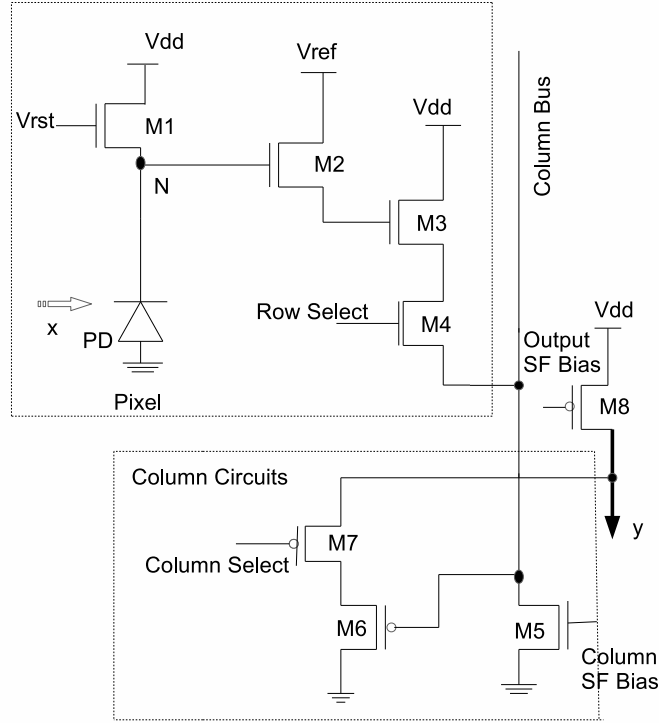 Vdd
Vref
Vdd
Vrst
M1
M2
N
M3
Column Bus
x
PD
Row Select
M4
Pixel
Vdd
Output
SF Bias
M8
Column Circuits
y
M7
Column Select
M6
M5
Column
SF Bias